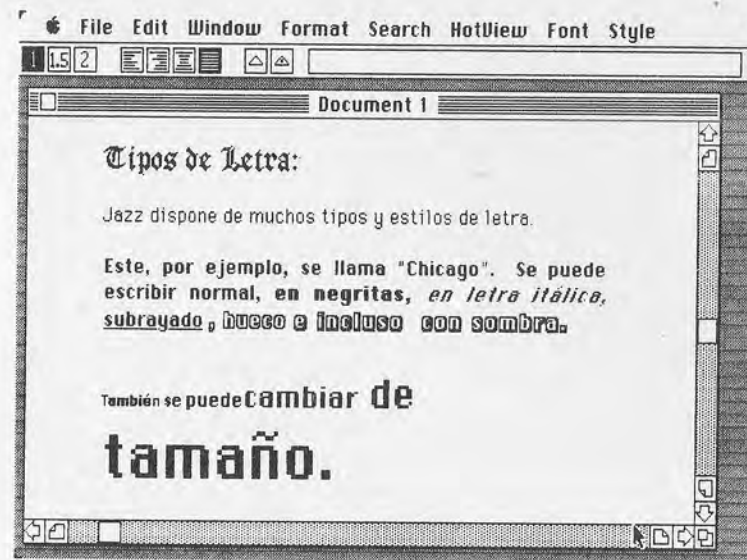 File Edit Window Format Search HotView Font Style
1 1.5 2
Document 1
Tipos de Letra:
Jazz dispone de muchos tipos y estilos de letra.
Este, por ejemplo, se llama "Chicago". Se puede
escribir normal, en negritas, en letra itálica,
subrayado , hueco e incluso con sombra.
También se puede cambiar de
tamaño.